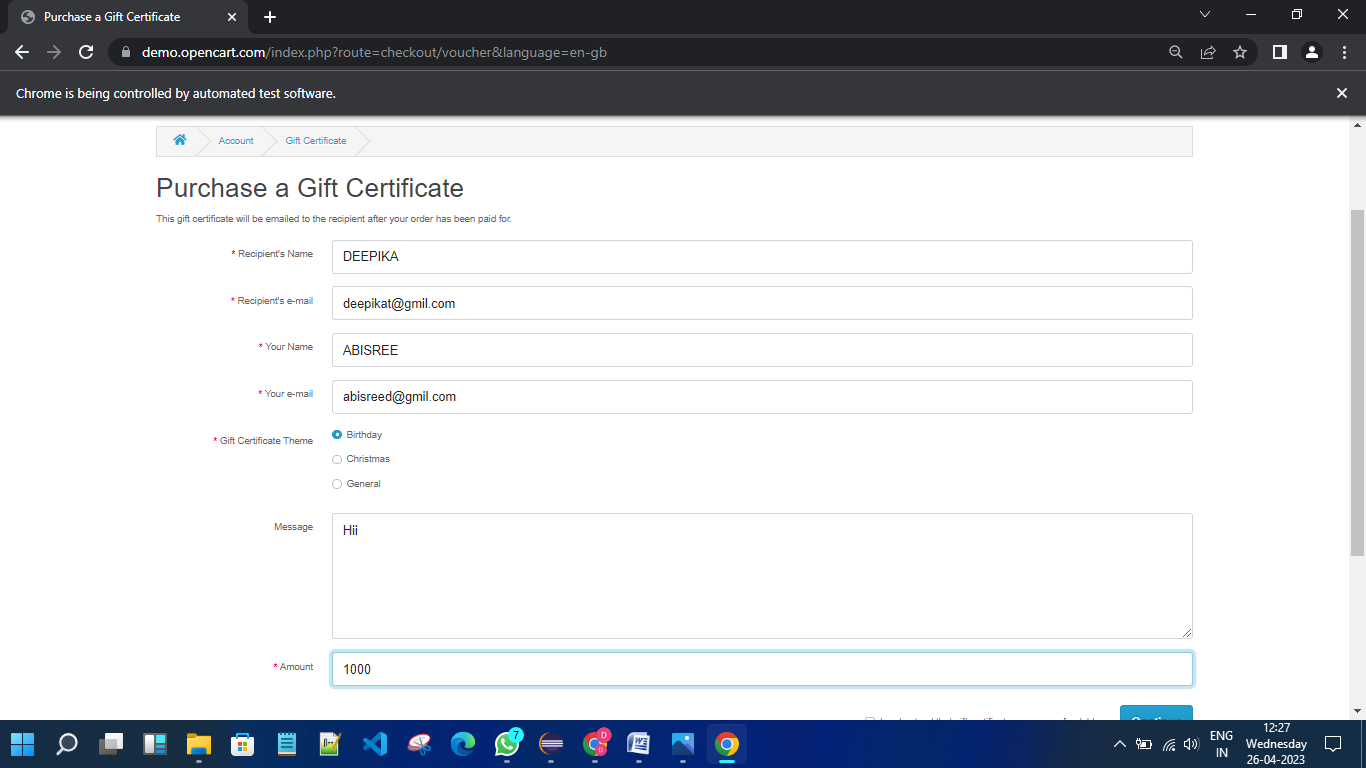 Purchase a Gift Certificate
demo.opencart.com/index.php?route=checkout/voucher&language=en-gb
Chrome is being controlled by automated test software.
Account
Gift Certificate
Purchase a Gift Certificate
This gift certificate will be emailed to the recipient after your order has been paid for.
* Recipient's Name
DEEPIKA
* Recipient's e-mail
deepikat@gmil.com
* Your Name
ABISREE
* Your e-mail
abisreed@gmil.com
* Gift Certificate Theme
Birthday
Christmas
General
Message
Hii
* Amount
1000
7
D
D
W
ENG
IN
12:27
Wednesday
26-04-2023